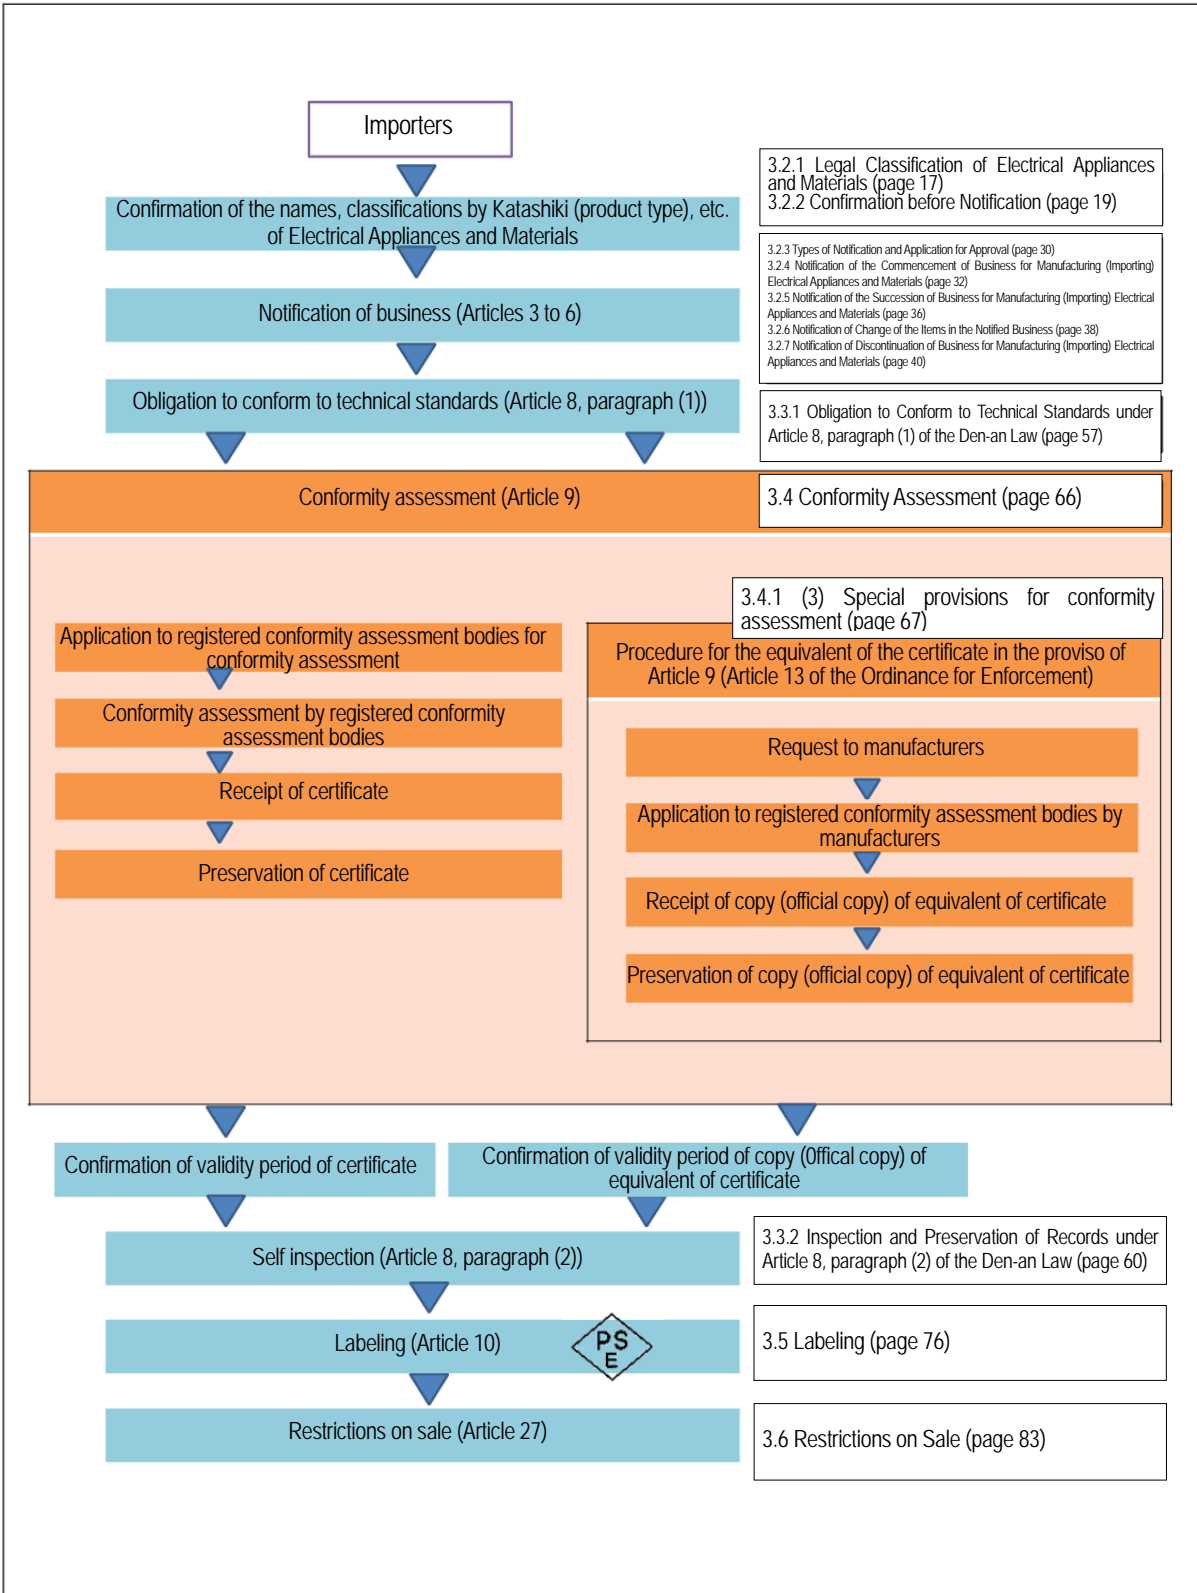 Importers
3.2.1 Legal Classification of Electrical Appliances
and Materials (page 17)
3.2.2 Confirmation before Notification (page 19)
Confirmation of the names, classifications by Katashiki (product type), etc.
of Electrical Appliances and Materials
3.2.3 Types of Notification and Application for Approval (page 30)
3.2.4 Notification of the Commencement of Business for Manufacturing (Importing)
Electrical Appliances and Materials (page 32)
3.2.5 Notification of the Succession of Business for Manufacturing (Importing) Electrical
Appliances and Materials (page 36)
3.2.6 Notification of Change of the Items in the Notified Business (page 38)
3.2.7 Notification of Discontinuation of Business for Manufacturing (Importing) Electrical
Appliances and Materials (page 40)
Notification of business (Articles 3 to 6)
Obligation to conform to technical standards (Article 8, paragraph (1))
3.3.1 Obligation to Conform to Technical Standards under
Article 8, paragraph (1) of the Den-an Law (page 57)
Conformity assessment (Article 9)
3.4 Conformity Assessment (page 66)
3.4.1 (3) Special provisions for conformity
assessment (page 67)
Application to registered conformity assessment bodies for
conformity assessment
Conformity assessment by registered conformity
assessment bodies
Receipt of certificate
Preservation of certificate
Procedure for the equivalent of the certificate in the proviso of
Article 9 (Article 13 of the Ordinance for Enforcement)
Request to manufacturers
Application to registered conformity assessment bodies by
manufacturers
Receipt of copy (official copy) of equivalent of certificate
Preservation of copy (official copy) of equivalent of certificate
Confirmation of validity period of certificate
Confirmation of validity period of copy (0ffical copy) of
equivalent of certificate
Self inspection (Article 8, paragraph (2))
3.3.2 Inspection and Preservation of Records under
Article 8, paragraph (2) of the Den-an Law (page 60)
Labeling (Article 10)
PS
E
3.5 Labeling (page 76)
Restrictions on sale (Article 27)
3.6 Restrictions on Sale (page 83)